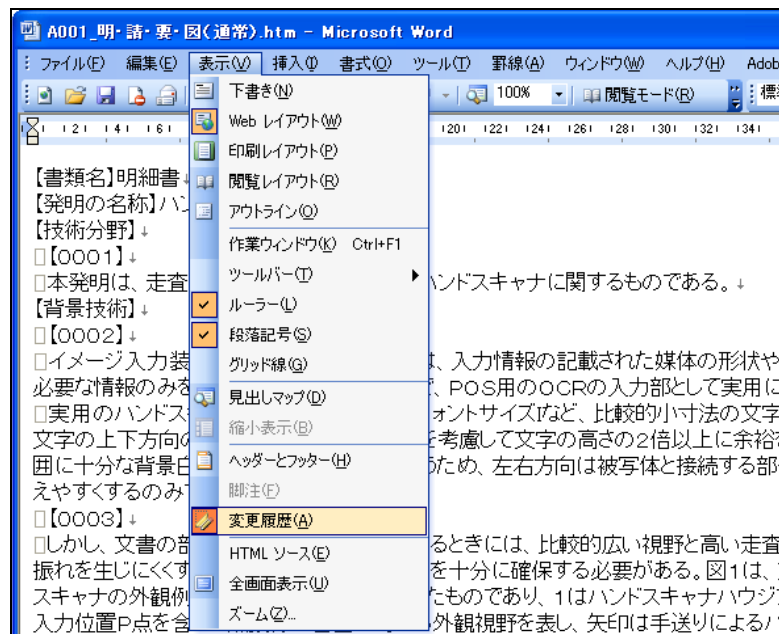 A001_明・請・要・図(通常).htm - Microsoft Word
ファイル(F) 編集(E) 表示(V) 挿入(I) 書式(O) ツール(T) 罫線(A) ウィンドウ(W) ヘルプ(H) Adob
100% 閲覧モード(R) 標準
121 141 161 1201 1221 1241 1261 1281 1301 1321 1341
下書き(N)
Web レイアウト(W)
印刷レイアウト(P)
閲覧レイアウト(R)
アウトライン(O)
作業ウィンドウ(K) Ctrl+F1
ツールバー(T)
ルーラー(L)
段落記号(S)
グリッド線(G)
見出しマップ(D)
縮小表示(B)
ヘッダーとフッター(H)
脚注(F)
変更履歴(A)
HTML ソース(E)
全画面表示(U)
ズーム(Z)...
【書類名】明細書↓
【発明の名称】ハン
【技術分野】↓
□【0001】↓
□本発明は、走査 ハンドスキャナに関するものである。↓
【背景技術】↓
□【0002】↓
□イメージ入力装 は、入力情報の記載された媒体の形状や
必要な情報のみを で、POS用のOCRの入力部として実用に
□実用のハンドス ォントサイズIなど、比較的小寸法の文字
文字の上下方向の を考慮して文字の高さの2倍以上に余裕
囲に十分な背景白 ため、左右方向は被写体と接続する部
えやすくするのみ
□【0003】↓
□しかし、文書の部 るときには、比較的広い視野と高い走査
振れを生じにくくす を十分に確保する必要がある。図1は、
スキャナの外観例 たものであり、1はハンドスキャナハウジ
入力位置P点を含 外観視野を表し、矢印は手送りによるハ